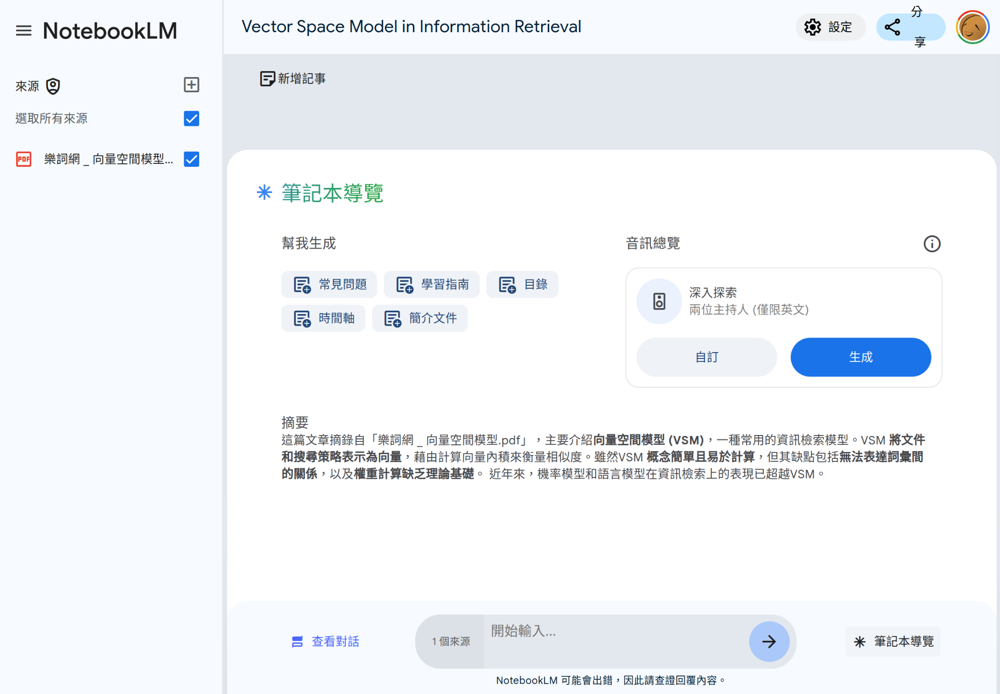 NotebookLM
Vector Space Model in Information Retrieval
設定
分
享
來源
選取所有來源
PDF
樂詞網 _ 向量空間模型...
新增記事
筆記本導覽
幫我生成
常見問題
學習指南
目錄
時間軸
簡介文件
音訊總覽
深入探索
兩位主持人 (僅限英文)
自訂
生成
摘要
這篇文章摘錄自「樂詞網 _ 向量空間模型.pdf」，主要介紹向量空間模型 (VSM)，一種常用的資訊檢索模型。VSM 將文件
和搜尋策略表示為向量，藉由計算向量內積來衡量相似度。雖然VSM 概念簡單且易於計算，但其缺點包括無法表達詞彙間
的關係，以及權重計算缺乏理論基礎。 近年來，機率模型和語言模型在資訊檢索上的表現已超越VSM。
查看對話
1 個來源
開始輸入...
筆記本導覽
NotebookLM 可能會出錯，因此請查證回覆內容。